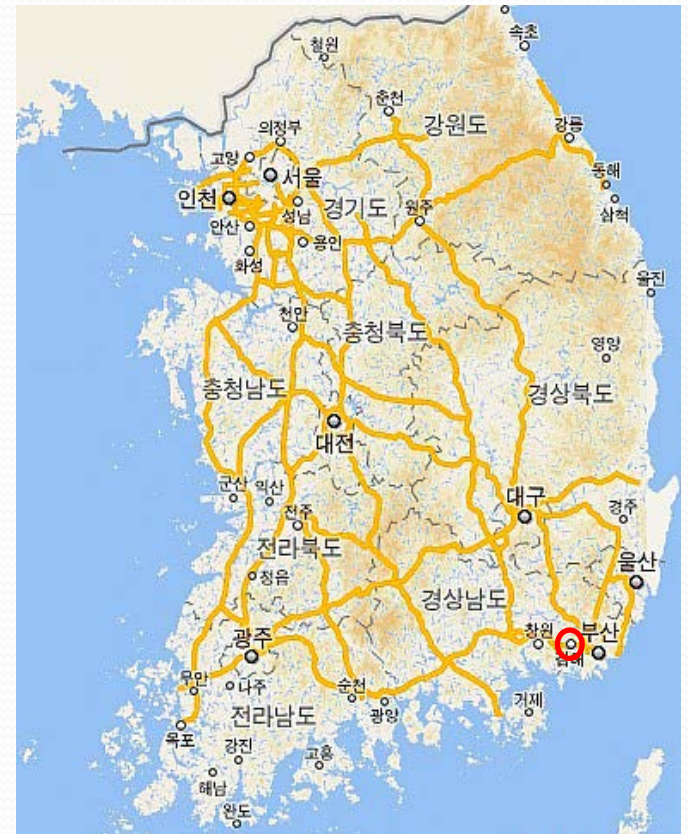 속초
철원
춘천
강원도
의정부
강릉
고양
서울
동해
인천
경기도
원주
성남
삼척
안산
용인
화성
울진
천안
충청북도
영양
충청남도
경상북도
대전
군산
익산
대구
경주
전주
전라북도
울산
정읍
경상남도
창원
부산
광주
김해
무안
나주
순천
거제
광양
전라남도
목포
강진
고흥
해남
완도